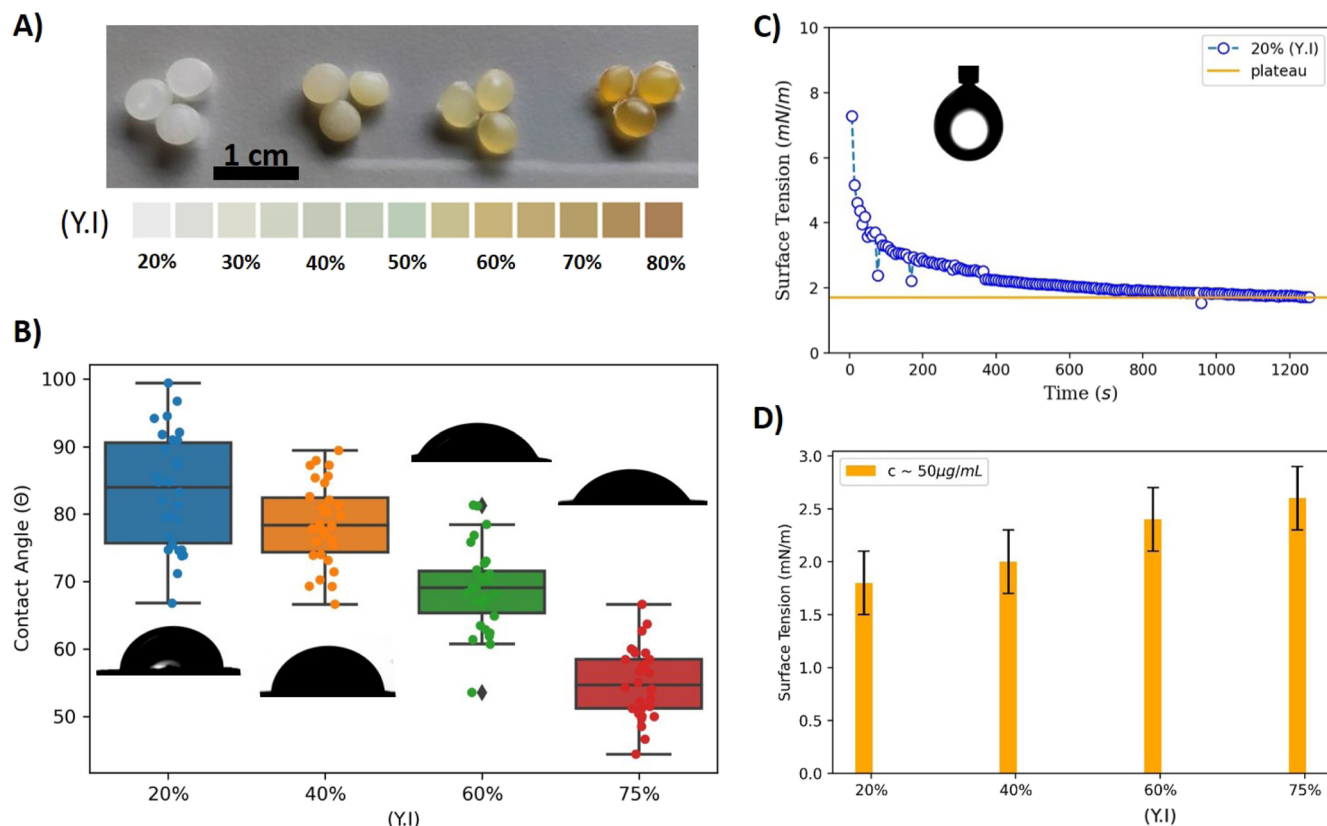 A)
1 cm
(Y.I)
20% 30% 40% 50% 60% 70% 80%
B)
100
90
80
70
60
50
Contact Angle (Θ)
20% 40% 60% 75%
(Y.I)
C)
10
8
6
4
2
0
Surface Tension (mN/m)
20% (Y.I)
plateau
0 200 400 600 800 1000 1200
Time (s)
D)
3.0
2.5
2.0
1.5
1.0
0.5
0.0
Surface Tension (mN/m)
c ~ 50μg/mL
20% 40% 60% 75%
(Y.I)